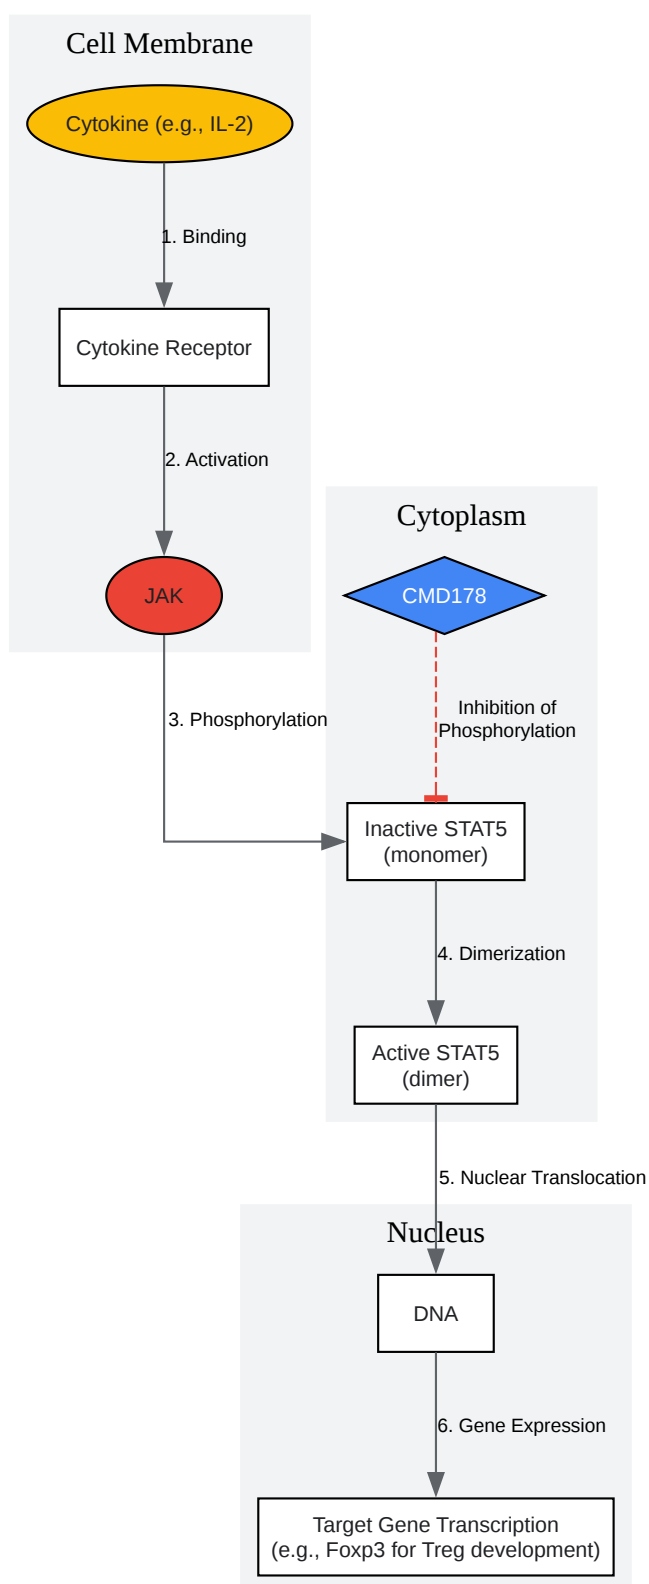 Cell Membrane
Cytokine (e.g., IL-2)
1. Binding
Cytokine Receptor
2. Activation
JAK
Cytoplasm
CMD178
3. Phosphorylation
Inhibition of
Phosphorylation
Inactive STAT5
(monomer)
4. Dimerization
Active STAT5
(dimer)
5. Nuclear Translocation
Nucleus
DNA
6. Gene Expression
Target Gene Transcription
(e.g., Foxp3 for Treg development)